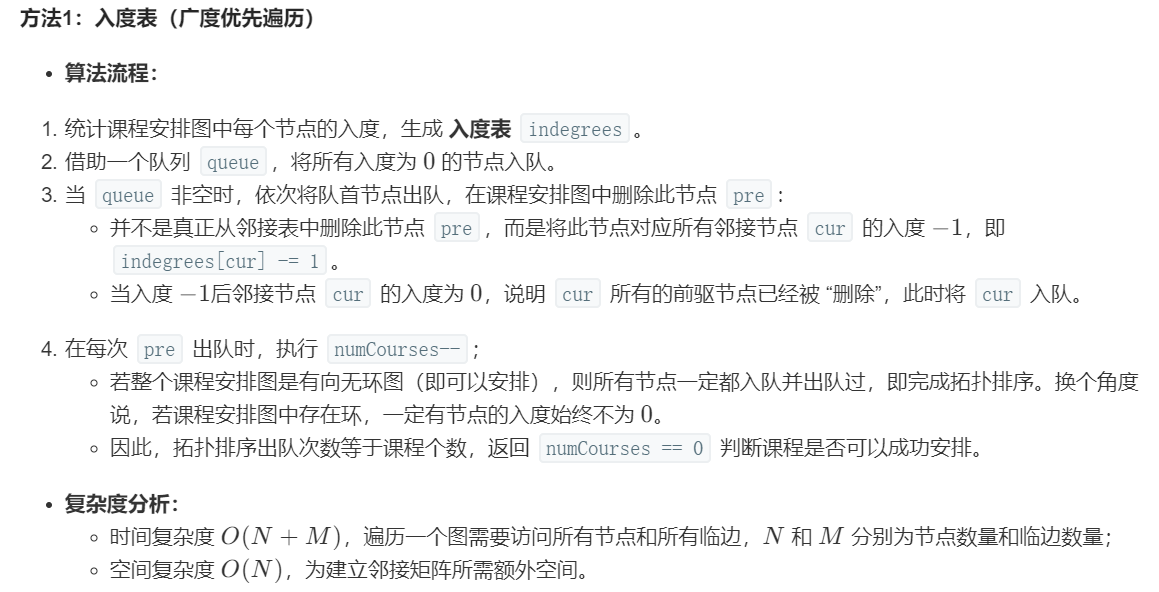 方法1：入度表（广度优先遍历）
• 算法流程：
1. 统计课程安排图中每个节点的入度，生成 入度表 indegrees 。
2. 借助一个队列 queue ，将所有入度为 0 的节点入队。
3. 当 queue 非空时，依次将队首节点出队，在课程安排图中删除此节点 pre ：
◦ 并不是真正从邻接表中删除此节点 pre ，而是将此节点对应所有邻接节点 cur 的入度 −1，即
indegrees[cur] -= 1 。
◦ 当入度 −1后邻接节点 cur 的入度为 0，说明 cur 所有的前驱节点已经被 “删除”，此时将 cur 入队。
4. 在每次 pre 出队时，执行 numCourses-- ；
◦ 若整个课程安排图是有向无环图（即可以安排），则所有节点一定都入队并出队过，即完成拓扑排序。换个角度
说，若课程安排图中存在环，一定有节点的入度始终不为 0。
◦ 因此，拓扑排序出队次数等于课程个数，返回 numCourses == 0 判断课程是否可以成功安排。
• 复杂度分析：
◦ 时间复杂度 O(N + M)，遍历一个图需要访问所有节点和所有临边，N 和 M 分别为节点数量和临边数量；
◦ 空间复杂度 O(N)，为建立邻接矩阵所需额外空间。